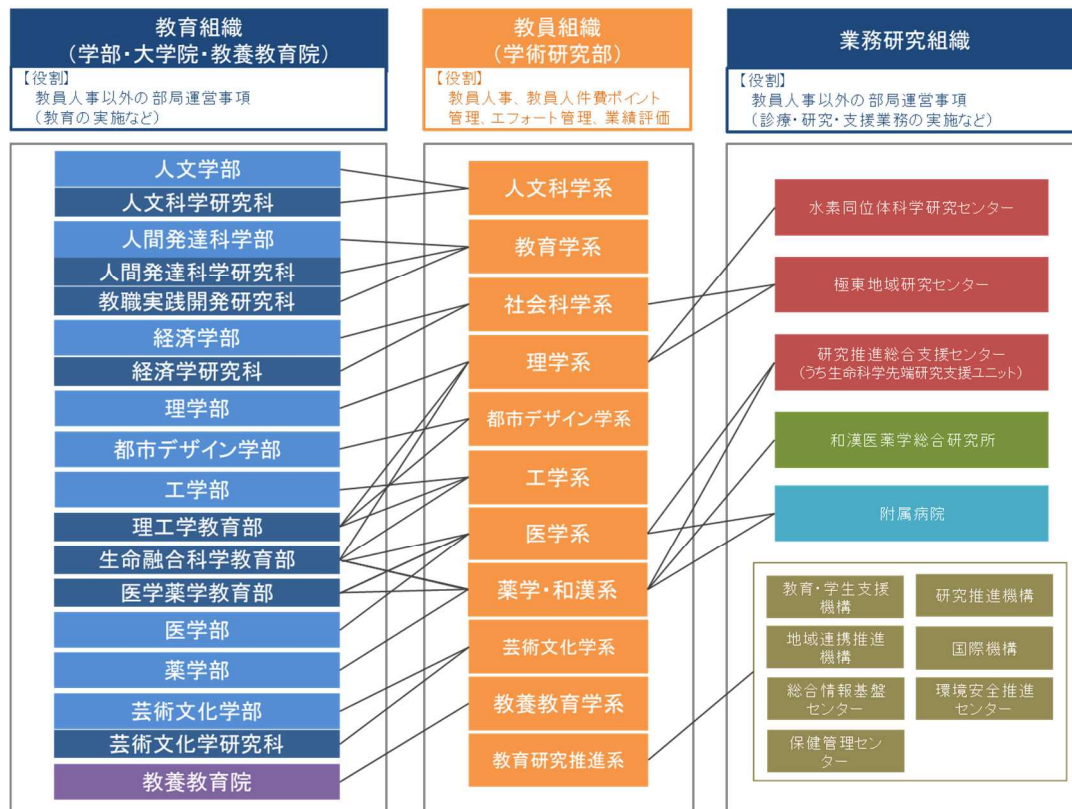 教育組織
(学部・大学院・教養教育院)
【役割】
教員人事以外の部局運営事項
(教育の実施など)
人文学部
人文科学研究科
人間発達科学部
人間発達科学研究科
教職実践開発研究科
経済学部
経済学研究科
理学部
都市デザイン学部
工学部
理工学教育部
生命融合科学教育部
医学薬学教育部
医学部
薬学部
芸術文化学部
芸術文化学研究科
教養教育院
教員組織
(学術研究部)
【役割】
教員人事、教員人件費ポイント
管理、エフォート管理、業績評価
人文科学系
教育学系
社会科学系
理学系
都市デザイン学系
工学系
医学系
薬学・和漢系
芸術文化学系
教養教育学系
教育研究推進系
業務研究組織
【役割】
教員人事以外の部局運営事項
(診療・研究・支援業務の実施など)
水素同位体科学研究センター
極東地域研究センター
研究推進総合支援センター
(うち生命科学先端研究支援ユニット)
和漢医薬学総合研究所
附属病院
教育・学生支援
機構
研究推進機構
地域連携推進
機構
国際機構
総合情報基盤
センター
環境安全推進
センター
保健管理セン
ター